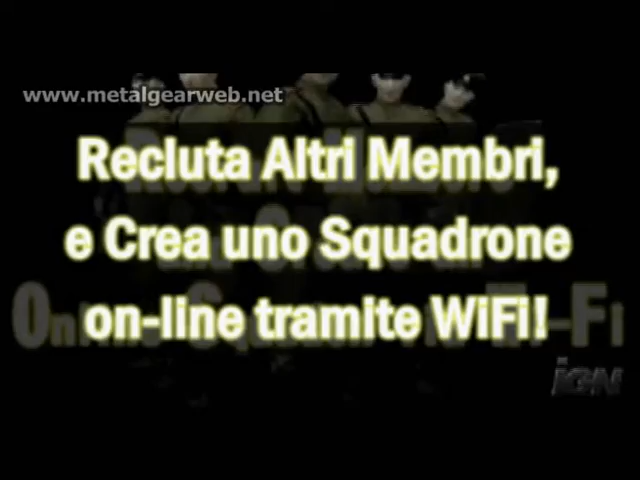 www.metalgearweb.net
Recluta Altri Membri,
e Crea uno Squadrone
on-line tramite WiFi!
IGN